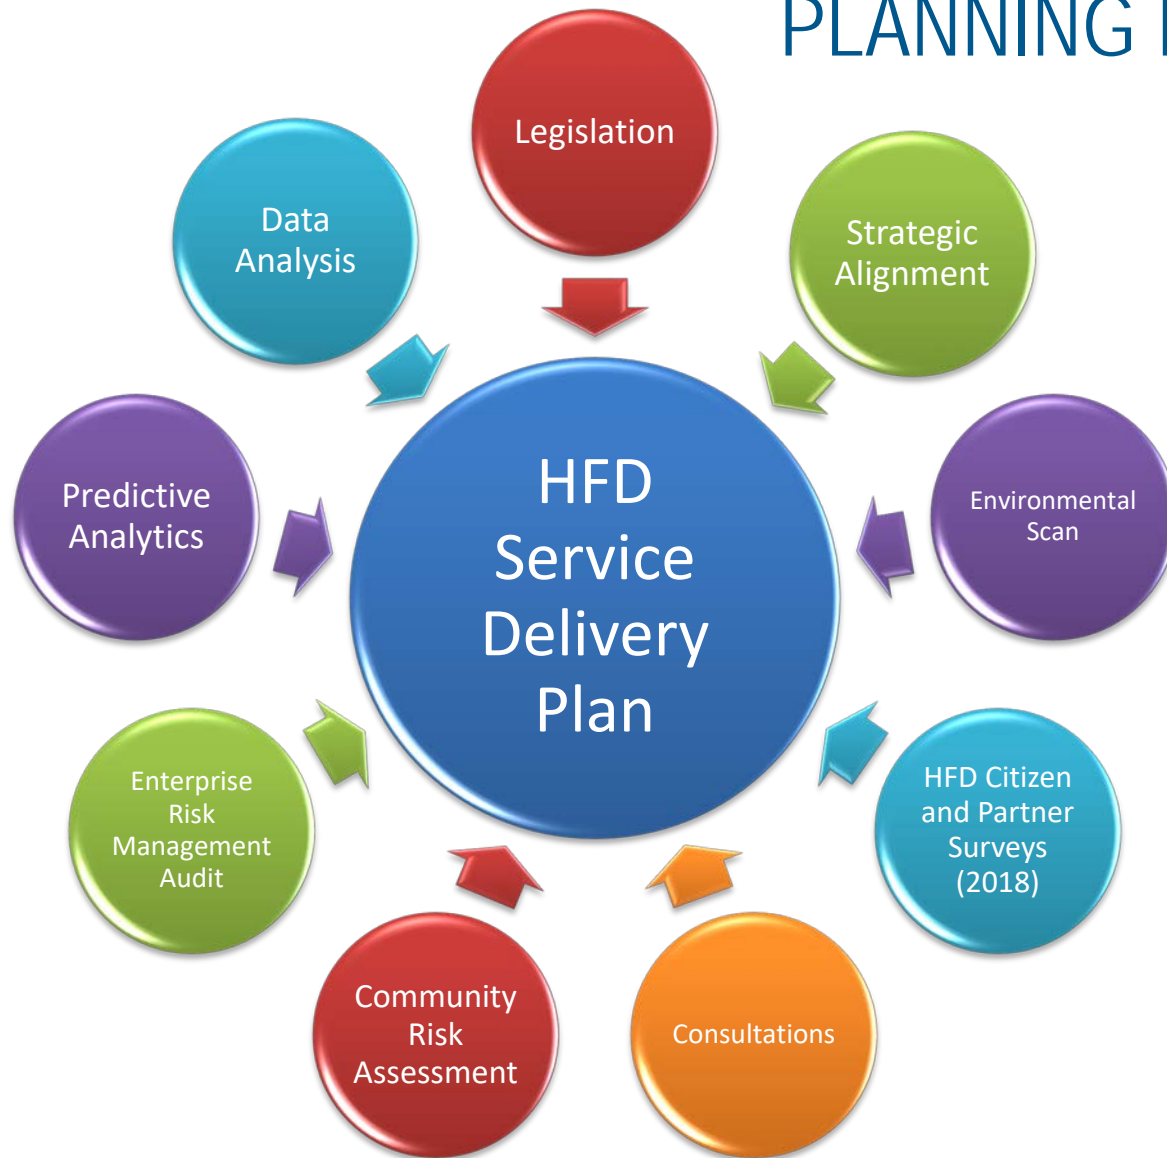 PLANNING
Legislation
Strategic
Alignment
Environmental
Scan
HFD Citizen
and Partner
Surveys
(2018)
Consultations
Community
Risk
Assessment
Enterprise
Risk
Management
Audit
Predictive
Analytics
Data
Analysis
HFD
Service
Delivery
Plan